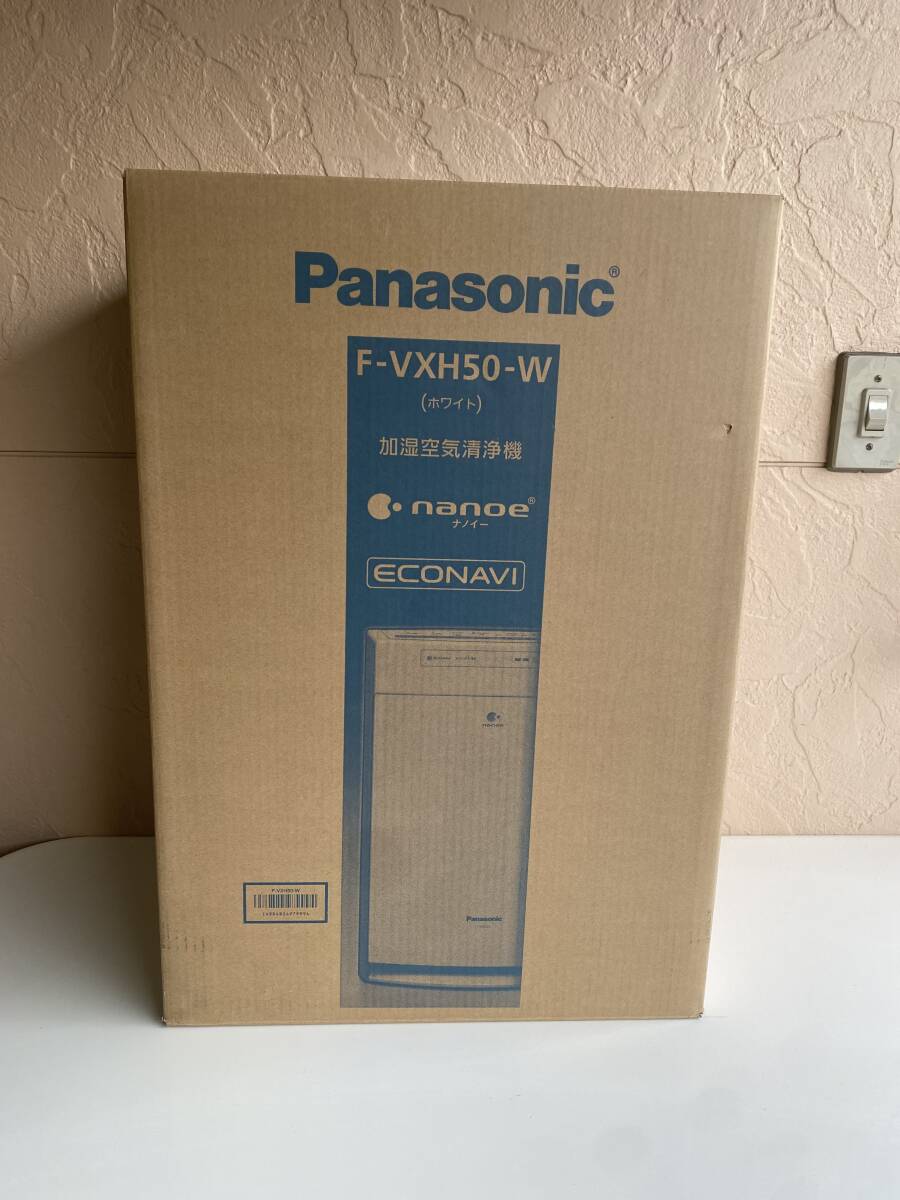 Panasonic®
F-VXH50-W
(ホワイト)
加湿空気清浄機
nanoe®
ナノイー
ECONAVI
nanoe
Panasonic
F-VXH50-W